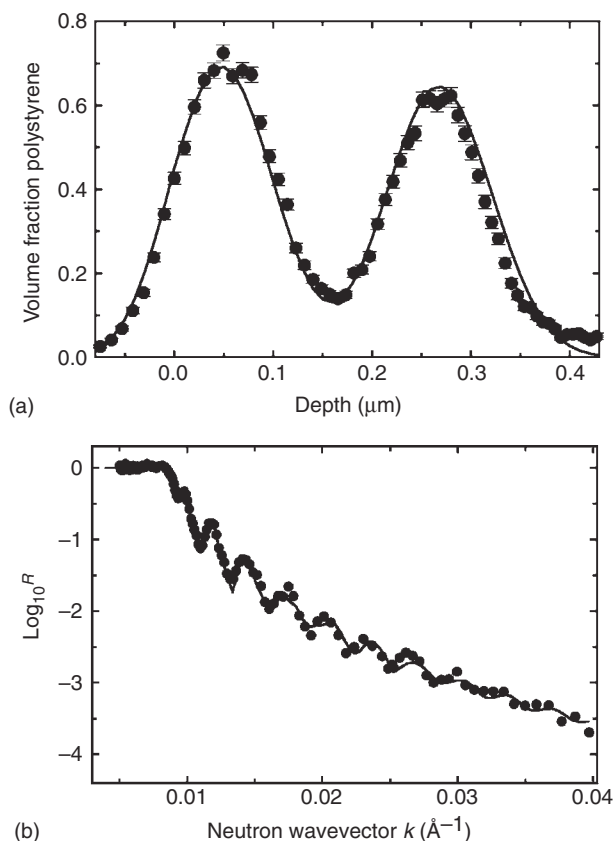 0.8
0.6
0.4
0.2
0.0
Volume fraction polystyrene
0.0 0.1 0.2 0.3 0.4
(a)
Depth (μm)
0
−1
−2
−3
−4
Log₁₀R
0.01 0.02 0.03 0.04
(b)
Neutron wavevector k (Å⁻¹)